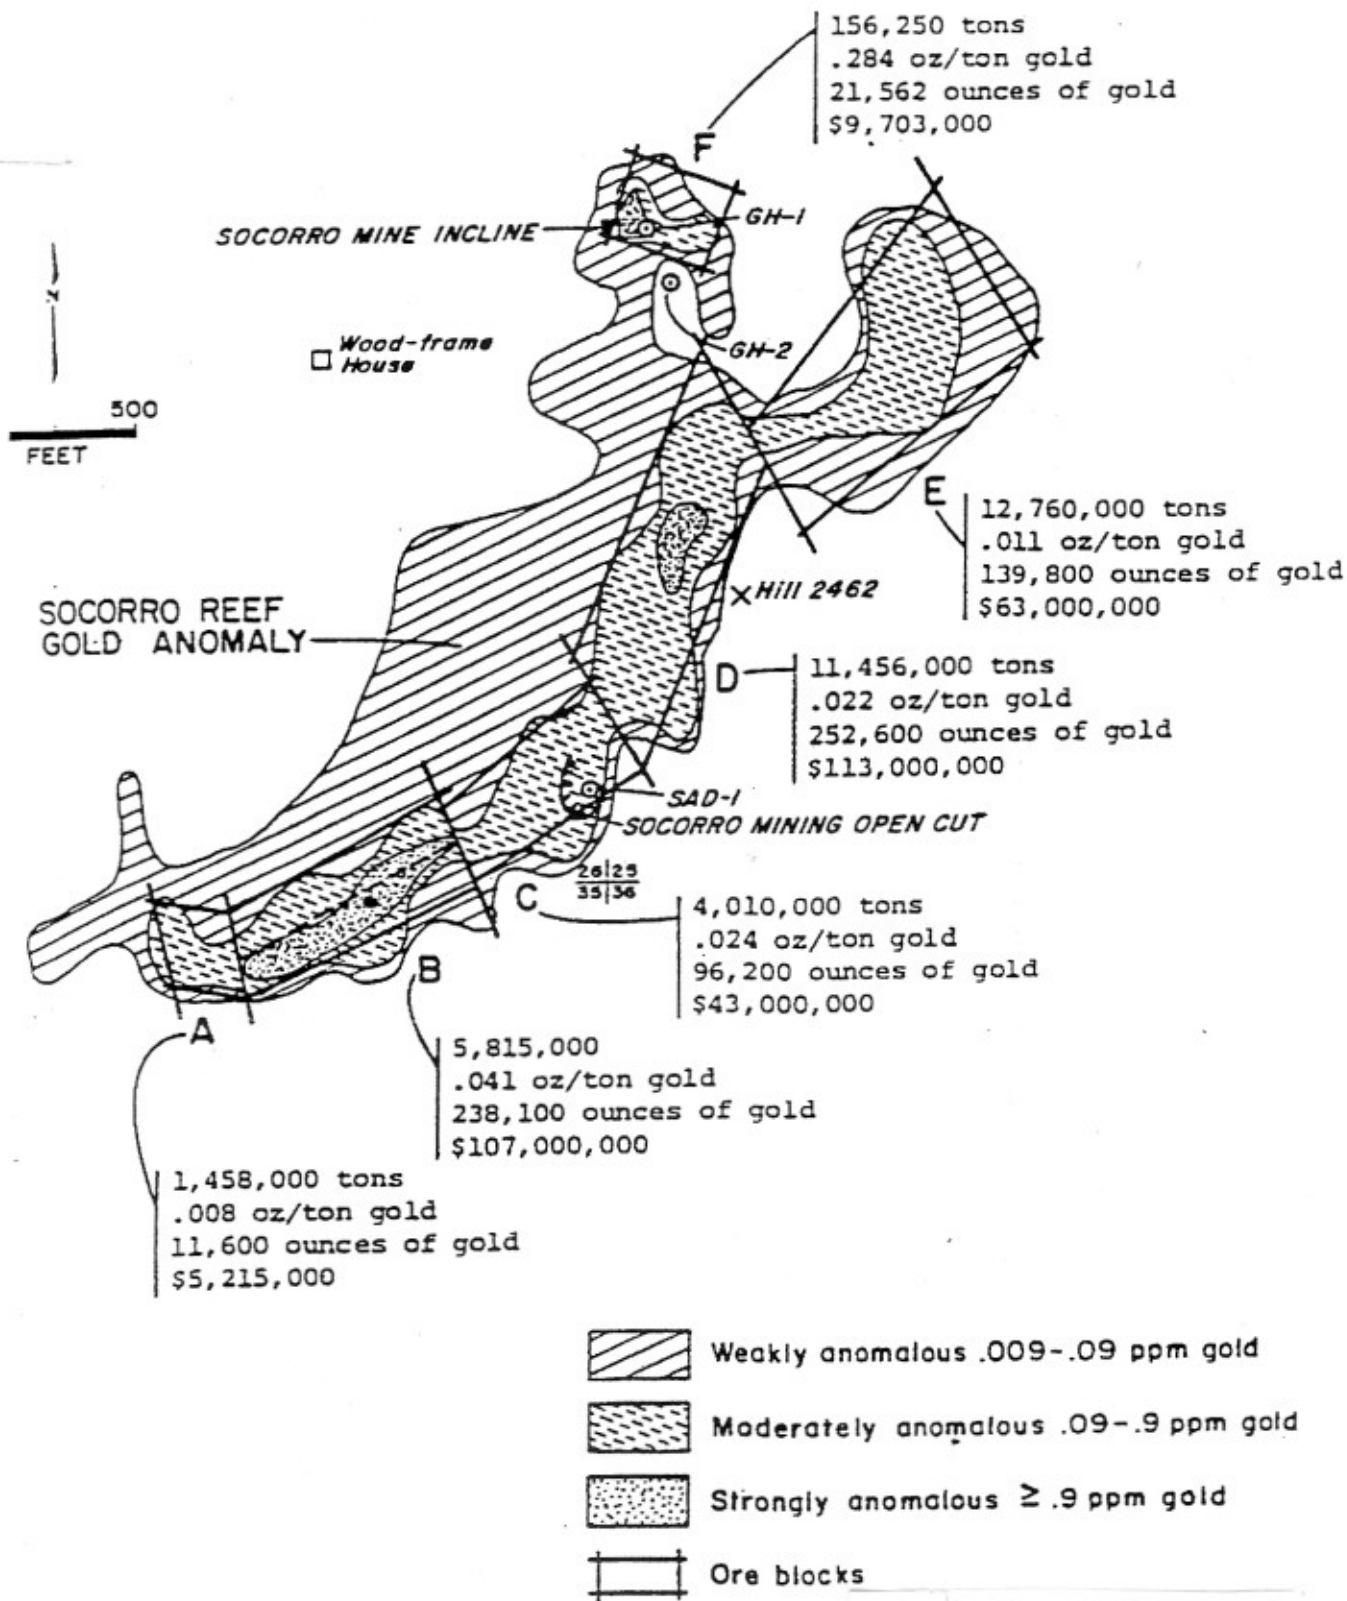 156,250 tons
.284 oz/ton gold
21,562 ounces of gold
$9,703,000
F
GH-1
SOCORRO MINE INCLINE
GH-2
Wood-frame
House
500
FEET
E
12,760,000 tons
.011 oz/ton gold
139,800 ounces of gold
$63,000,000
Hill 2462
SOCORRO REEF
GOLD ANOMALY
D
11,456,000 tons
.022 oz/ton gold
252,600 ounces of gold
$113,000,000
SAD-1
SOCORRO MINING OPEN CUT
26|25
35|36
C
4,010,000 tons
.024 oz/ton gold
96,200 ounces of gold
$43,000,000
B
5,815,000
.041 oz/ton gold
238,100 ounces of gold
$107,000,000
A
1,458,000 tons
.008 oz/ton gold
11,600 ounces of gold
$5,215,000
Weakly anomalous .009-.09 ppm gold
Moderately anomalous .09-.9 ppm gold
Strongly anomalous ≥ .9 ppm gold
Ore blocks